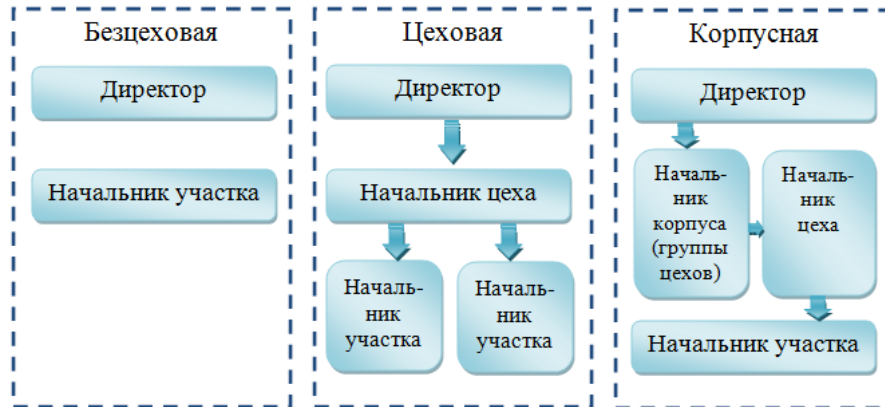 Безцеховая
Директор
Начальник участка
Цеховая
Директор
Начальник цеха
Началь-
ник
участка
Началь-
ник
участка
Корпусная
Директор
Началь-
ник
корпуса
(группы
цехов)
Началь-
ник
цеха
Начальник участка